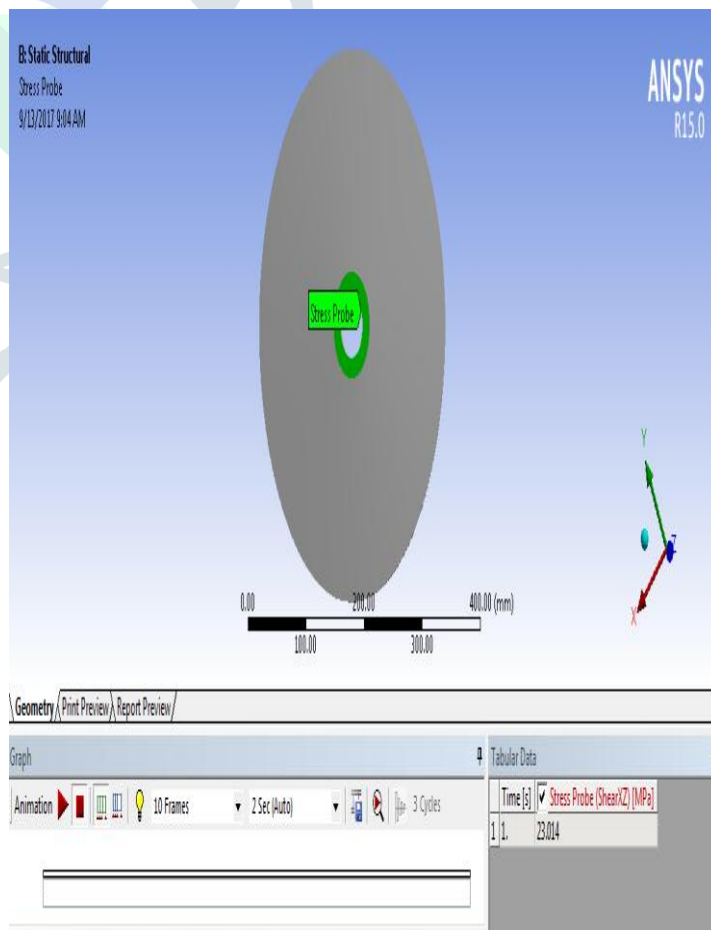 B: Static Structural
Stress Probe
9/13/2017 9:04 AM
ANSYS
R15.0
Stress Probe
Y
Z
X
0.00 200.00 400.00 (mm)
100.00 300.00
Geometry Print Preview Report Preview
Graph
Tabular Data
Animation 10 Frames 2 Sec (Auto) 3 Cycles
Time [s] Stress Probe (ShearXZ) [MPa]
1 1. 23.014